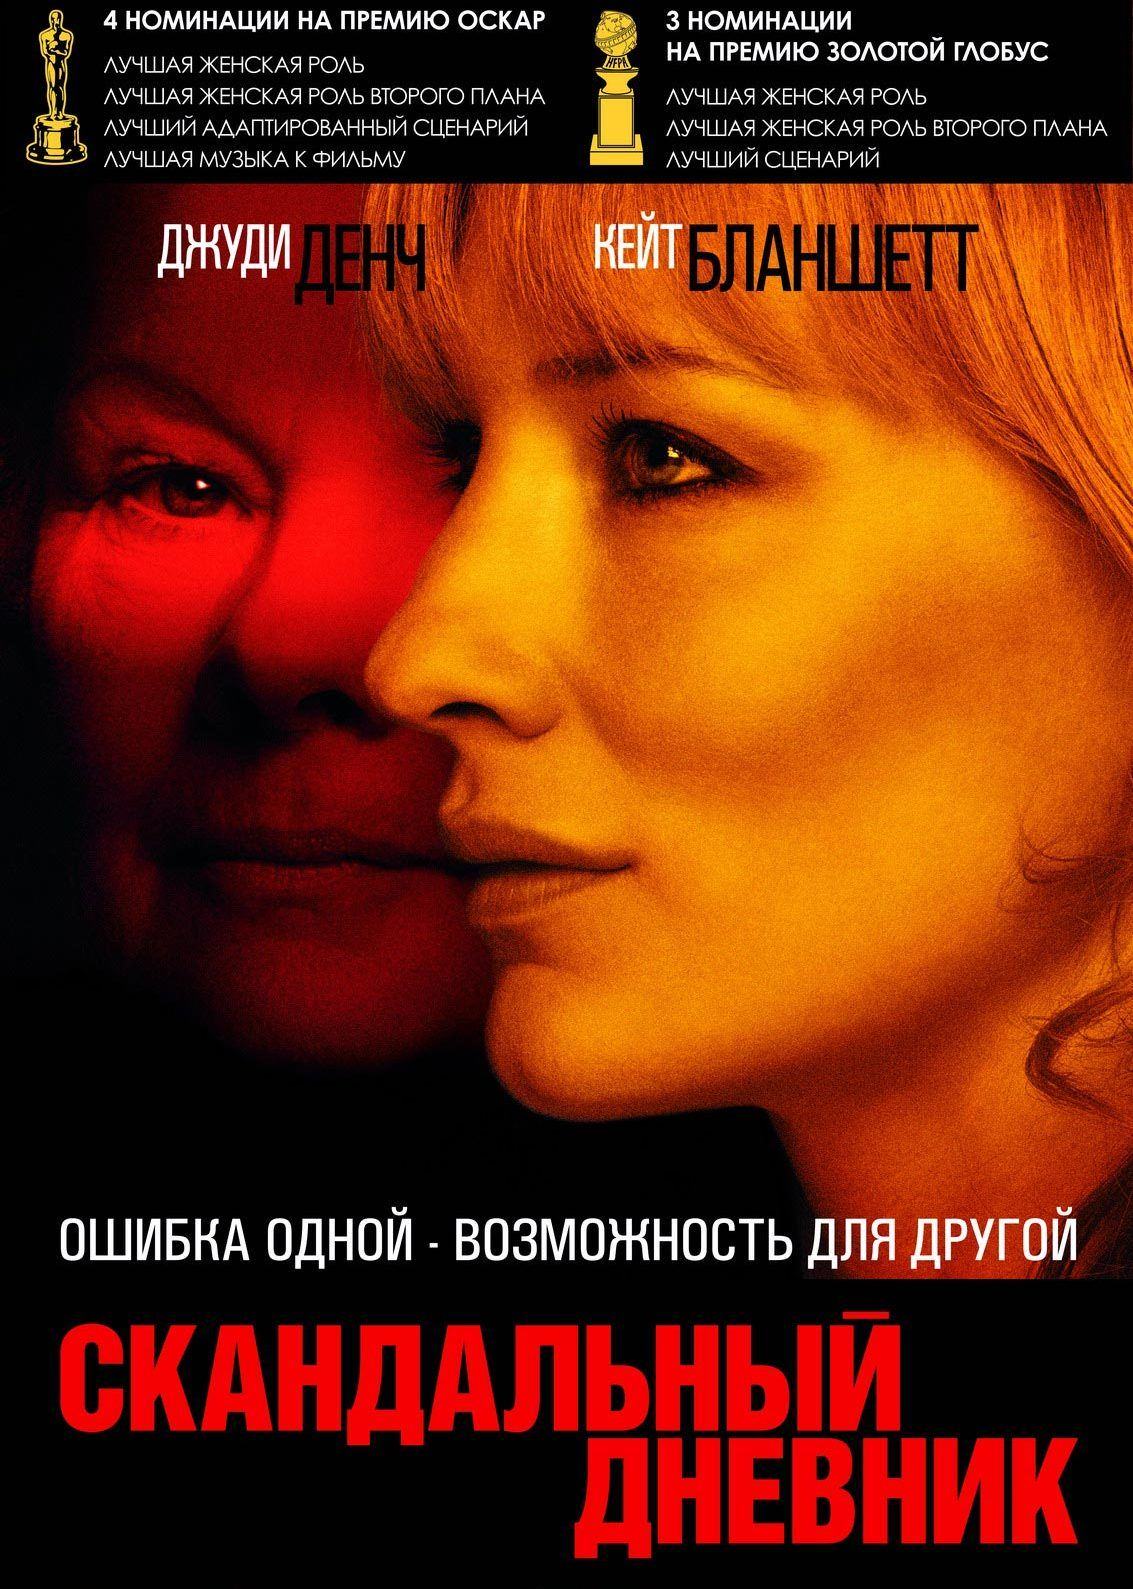 4 НОМИНАЦИИ НА ПРЕМИЮ ОСКАР
ЛУЧШАЯ ЖЕНСКАЯ РОЛЬ
ЛУЧШАЯ ЖЕНСКАЯ РОЛЬ ВТОРОГО ПЛАНА
ЛУЧШИЙ АДАПТИРОВАННЫЙ СЦЕНАРИЙ
ЛУЧШАЯ МУЗЫКА К ФИЛЬМУ
HFPA
3 НОМИНАЦИИ
НА ПРЕМИЮ ЗОЛОТОЙ ГЛОБУС
ЛУЧШАЯ ЖЕНСКАЯ РОЛЬ
ЛУЧШАЯ ЖЕНСКАЯ РОЛЬ ВТОРОГО ПЛАНА
ЛУЧШИЙ СЦЕНАРИЙ
ДЖУДИ ДЕНЧ
КЕЙТ БЛАНШЕТТ
ОШИБКА ОДНОЙ - ВОЗМОЖНОСТЬ ДЛЯ ДРУГОЙ
СКАНДАЛЬНЫЙ
ДНЕВНИК